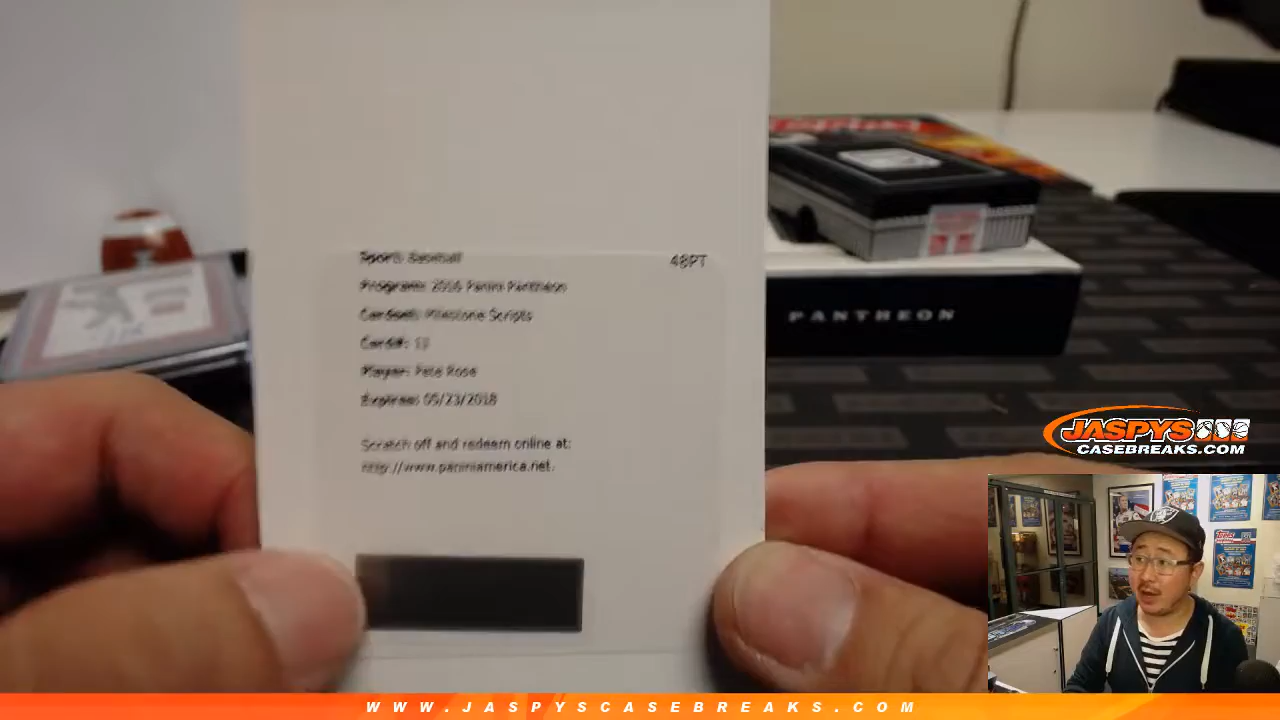 Sport: Baseball
48PT
Program: 2016 Panini Pantheon
Cardset: Milestone Scripts
Card#: 13
Player: Pete Rose
Expires: 05/23/2018
Scratch off and redeem online at:
http://www.paniniamerica.net.
PANTHEON
JASPYS
CASEBREAKS.COM
TOPPS
WWW.JASPYSCASEBREAKS.COM